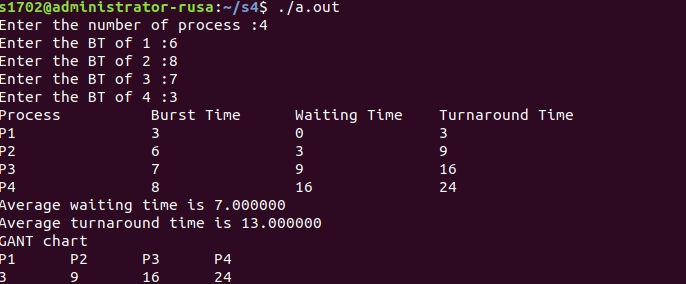 s1702@administrator-rusa:~/s4$ ./a.out
Enter the number of process :4
Enter the BT of 1 :6
Enter the BT of 2 :8
Enter the BT of 3 :7
Enter the BT of 4 :3
Process Burst Time Waiting Time Turnaround Time
P1 3 0 3
P2 6 3 9
P3 7 9 16
P4 8 16 24
Average waiting time is 7.000000
Average turnaround time is 13.000000
GANT chart
P1 P2 P3 P4
3 9 16 24